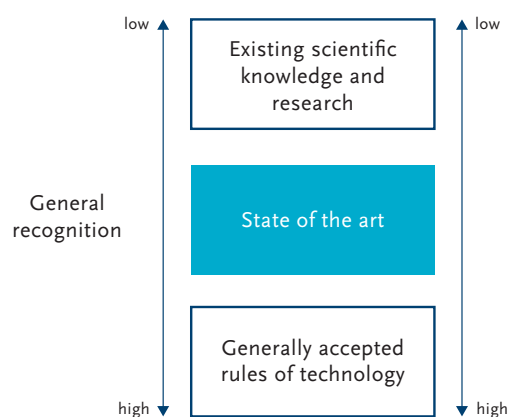 low
low
Existing scientific
knowledge and
research
General
recognition
State of the art
Generally accepted
rules of technology
high
high